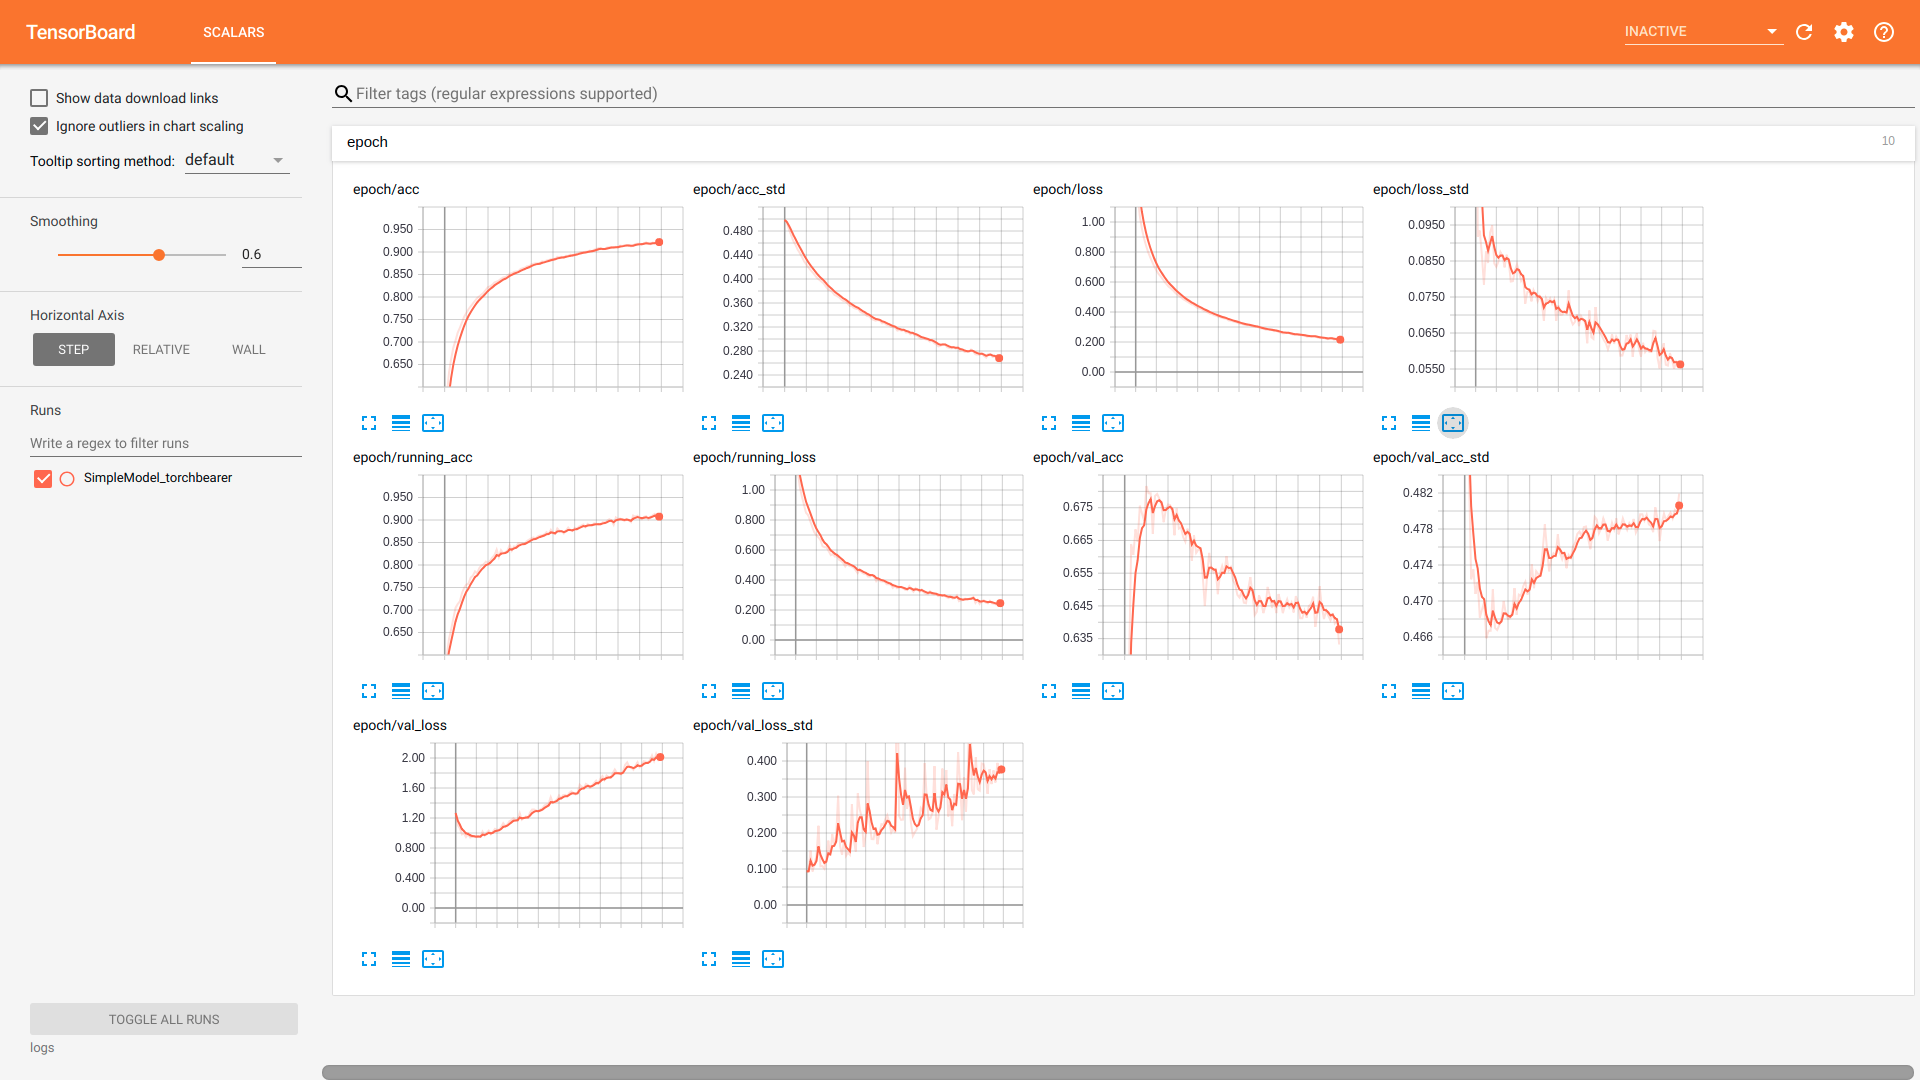 TensorBoard SCALARS INACTIVE
Show data download links
Ignore outliers in chart scaling
Tooltip sorting method: default
Smoothing
0.6
Horizontal Axis
STEP RELATIVE WALL
Runs
Write a regex to filter runs
SimpleModel_torchbearer
TOGGLE ALL RUNS
logs
Filter tags (regular expressions supported)
epoch 10
epoch/acc
0.950
0.900
0.850
0.800
0.750
0.700
0.650
epoch/acc_std
0.480
0.440
0.400
0.360
0.320
0.280
0.240
epoch/loss
1.00
0.800
0.600
0.400
0.200
0.00
epoch/loss_std
0.0950
0.0850
0.0750
0.0650
0.0550
epoch/running_acc
0.950
0.900
0.850
0.800
0.750
0.700
0.650
epoch/running_loss
1.00
0.800
0.600
0.400
0.200
0.00
epoch/val_acc
0.675
0.665
0.655
0.645
0.635
epoch/val_acc_std
0.482
0.478
0.474
0.470
0.466
epoch/val_loss
2.00
1.60
1.20
0.800
0.400
0.00
epoch/val_loss_std
0.400
0.300
0.200
0.100
0.00